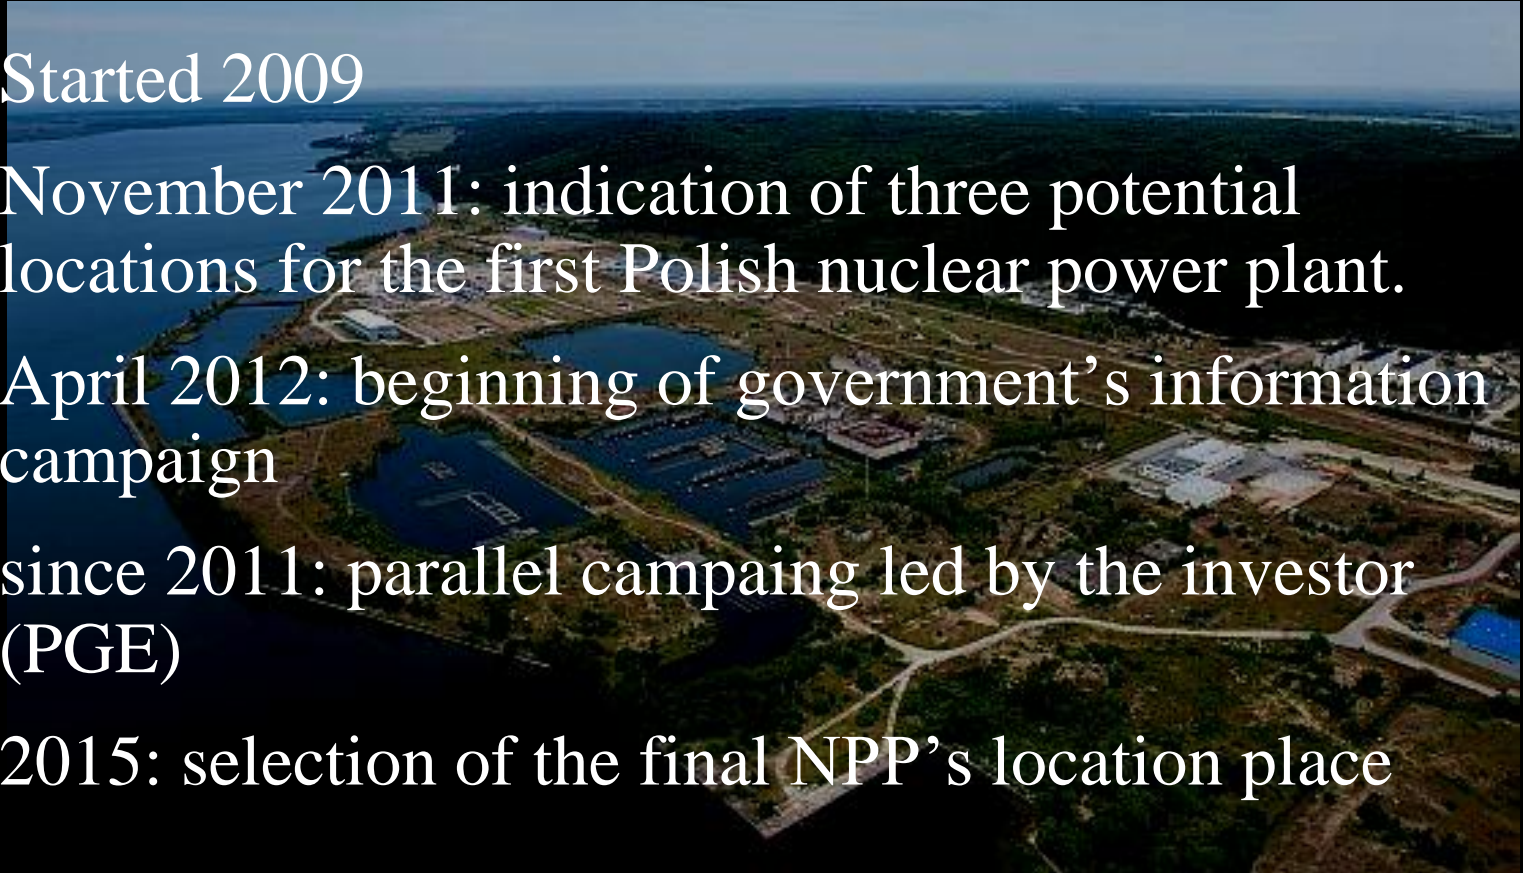 Started 2009
November 2011: indication of three potential
locations for the first Polish nuclear power plant.
April 2012: beginning of government’s information
campaign
since 2011: parallel campaing led by the investor
(PGE)
2015: selection of the final NPP’s location place